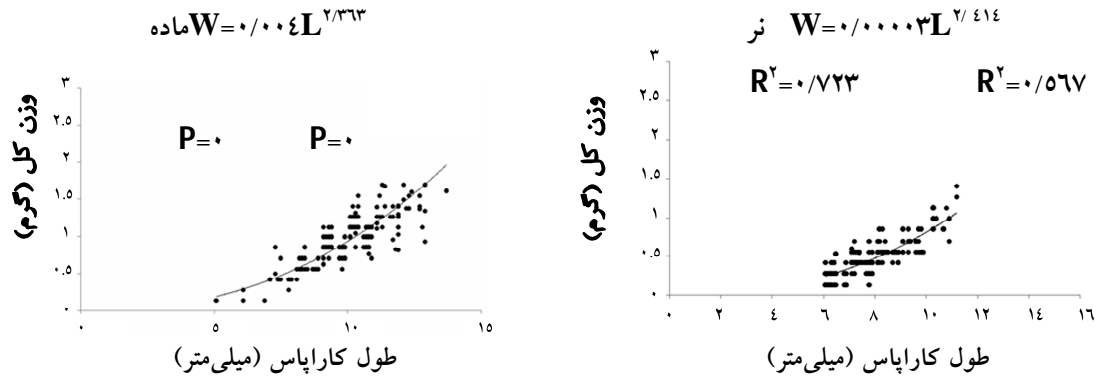 ماده W=۰/۰۰٤L^۲/۳٦۳
P=۰ P=۰
وزن کل (گرم)
۳
۲.٥
۲
۱.٥
۱
۰.٥
۰
۰ ٥ ۱۰ ۱٥
طول کاراپاس (میلی‌متر)
نر W=۰/۰۰۰۰۳L^۲/٤۱٤
R^۲=۰/۷۲۳ R^۲=۰/٥٦۷
وزن کل (گرم)
۳
۲.٥
۲
۱.٥
۱
۰.٥
۰
۰ ۲ ٤ ٦ ۸ ۱۰ ۱۲ ۱٤ ۱٦
طول کاراپاس (میلی‌متر)